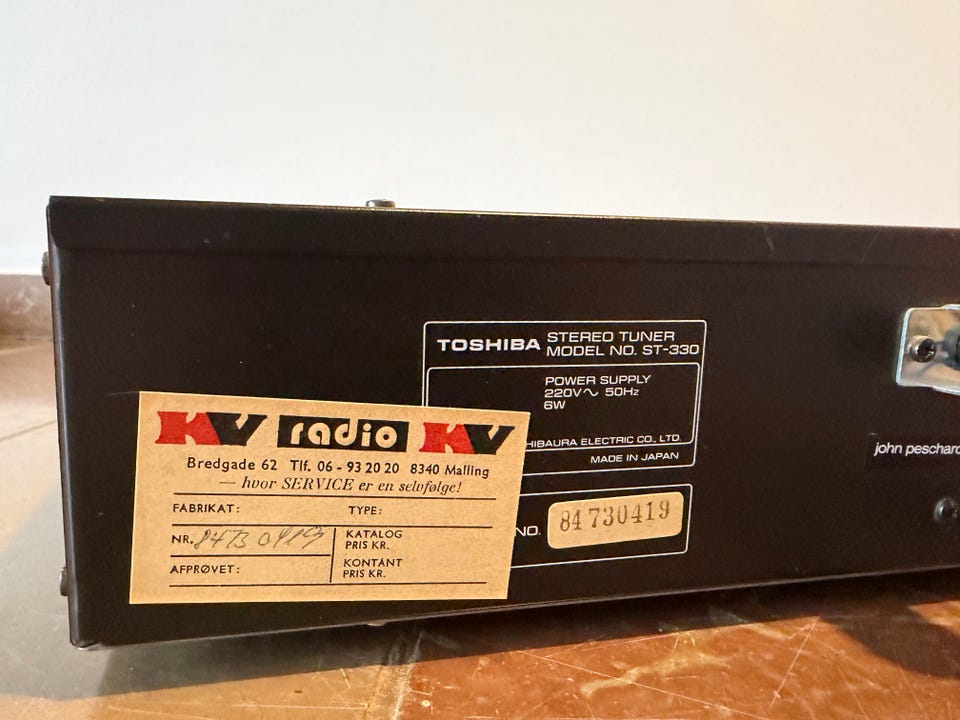 TOSHIBA STEREO TUNER
MODEL NO. ST-330
POWER SUPPLY
220V~ 50Hz
6W
HIBAURA ELECTRIC CO., LTD.
MADE IN JAPAN
NO. 84730419
KV radio KV
Bredgade 62 Tlf. 06 - 93 20 20 8340 Malling
— hvor SERVICE er en selvfølge!
FABRIKAT: TYPE:
NR. 84730419
KATALOG
PRIS KR.
AFPRØVET:
KONTANT
PRIS KR.
john peschard